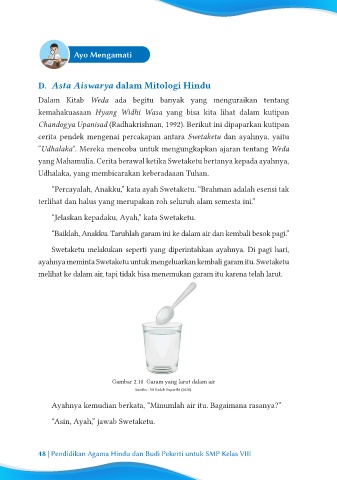 Ayo Mengamati
D. Asta Aiswarya dalam Mitologi Hindu
Dalam Kitab Weda ada begitu banyak yang menguraikan tentang
kemahakuasaan Hyang Widhi Wasa yang bisa kita lihat dalam kutipan
Chandogya Upanisad (Radhakrishnan, 1992). Berikut ini dipaparkan kutipan
cerita pendek mengenai percakapan antara Swetaketu dan ayahnya, yaitu
“Udhalaka”. Mereka mencoba untuk mengungkapkan ajaran tentang Weda
yang Mahamulia. Cerita berawal ketika Swetaketu bertanya kepada ayahnya,
Udhalaka, yang membicarakan keberadaaan Tuhan.
“Percayalah, Anakku,” kata ayah Swetaketu. “Brahman adalah esensi tak
terlihat dan halus yang merupakan roh seluruh alam semesta ini.”
“Jelaskan kepadaku, Ayah,” kata Swetaketu.
“Baiklah, Anakku. Taruhlah garam ini ke dalam air dan kembali besok pagi.”
Swetaketu melakukan seperti yang diperintahkan ayahnya. Di pagi hari,
ayahnya meminta Swetaketu untuk mengeluarkan kembali garam itu. Swetaketu
melihat ke dalam air, tapi tidak bisa menemukan garam itu karena telah larut.
Gambar 2.10 Garam yang larut dalam air
Ayahnya kemudian berkata, “Minumlah air itu. Bagaimana rasanya?”
“Asin, Ayah,” jawab Swetaketu.
48 | Pendidikan Agama Hindu dan Budi Pekerti untuk SMP Kelas VIII